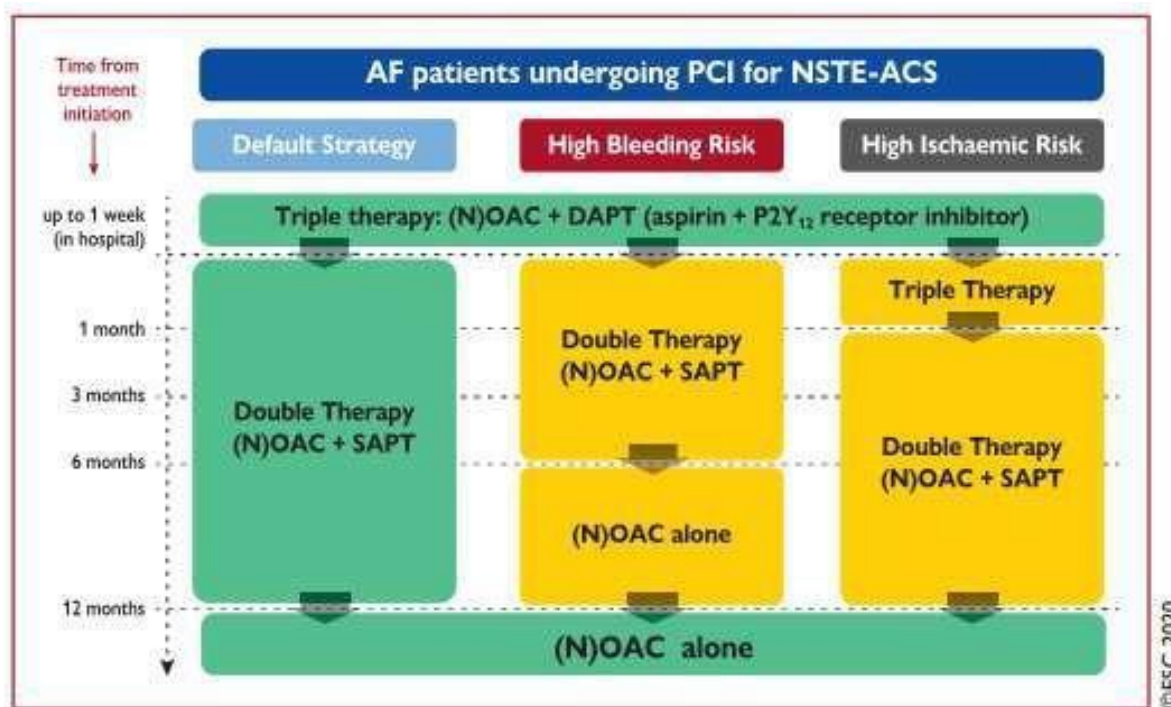 Time from
treatment
initiation
AF patients undergoing PCI for NSTE-ACS
Default Strategy
High Bleeding Risk
High Ischaemic Risk
up to 1 week
(in hospital)
Triple therapy: (N)OAC + DAPT (aspirin + P2Y₁₂ receptor inhibitor)
1 month
3 months
6 months
12 months
Double Therapy
(N)OAC + SAPT
Double Therapy
(N)OAC + SAPT
(N)OAC alone
Triple Therapy
Double Therapy
(N)OAC + SAPT
(N)OAC alone
©ESC 2020